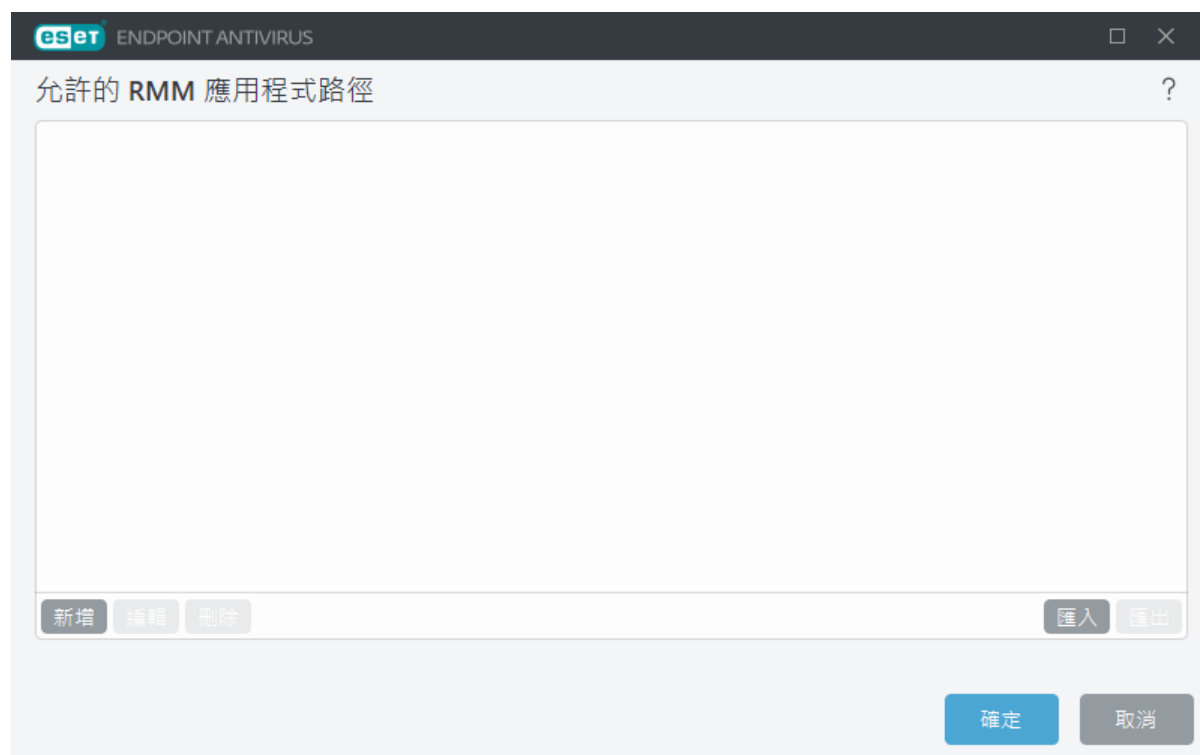 eset ENDPOINT ANTIVIRUS
允許的 RMM 應用程式路徑 ?
新增 編輯 刪除 匯入 匯出
確定 取消